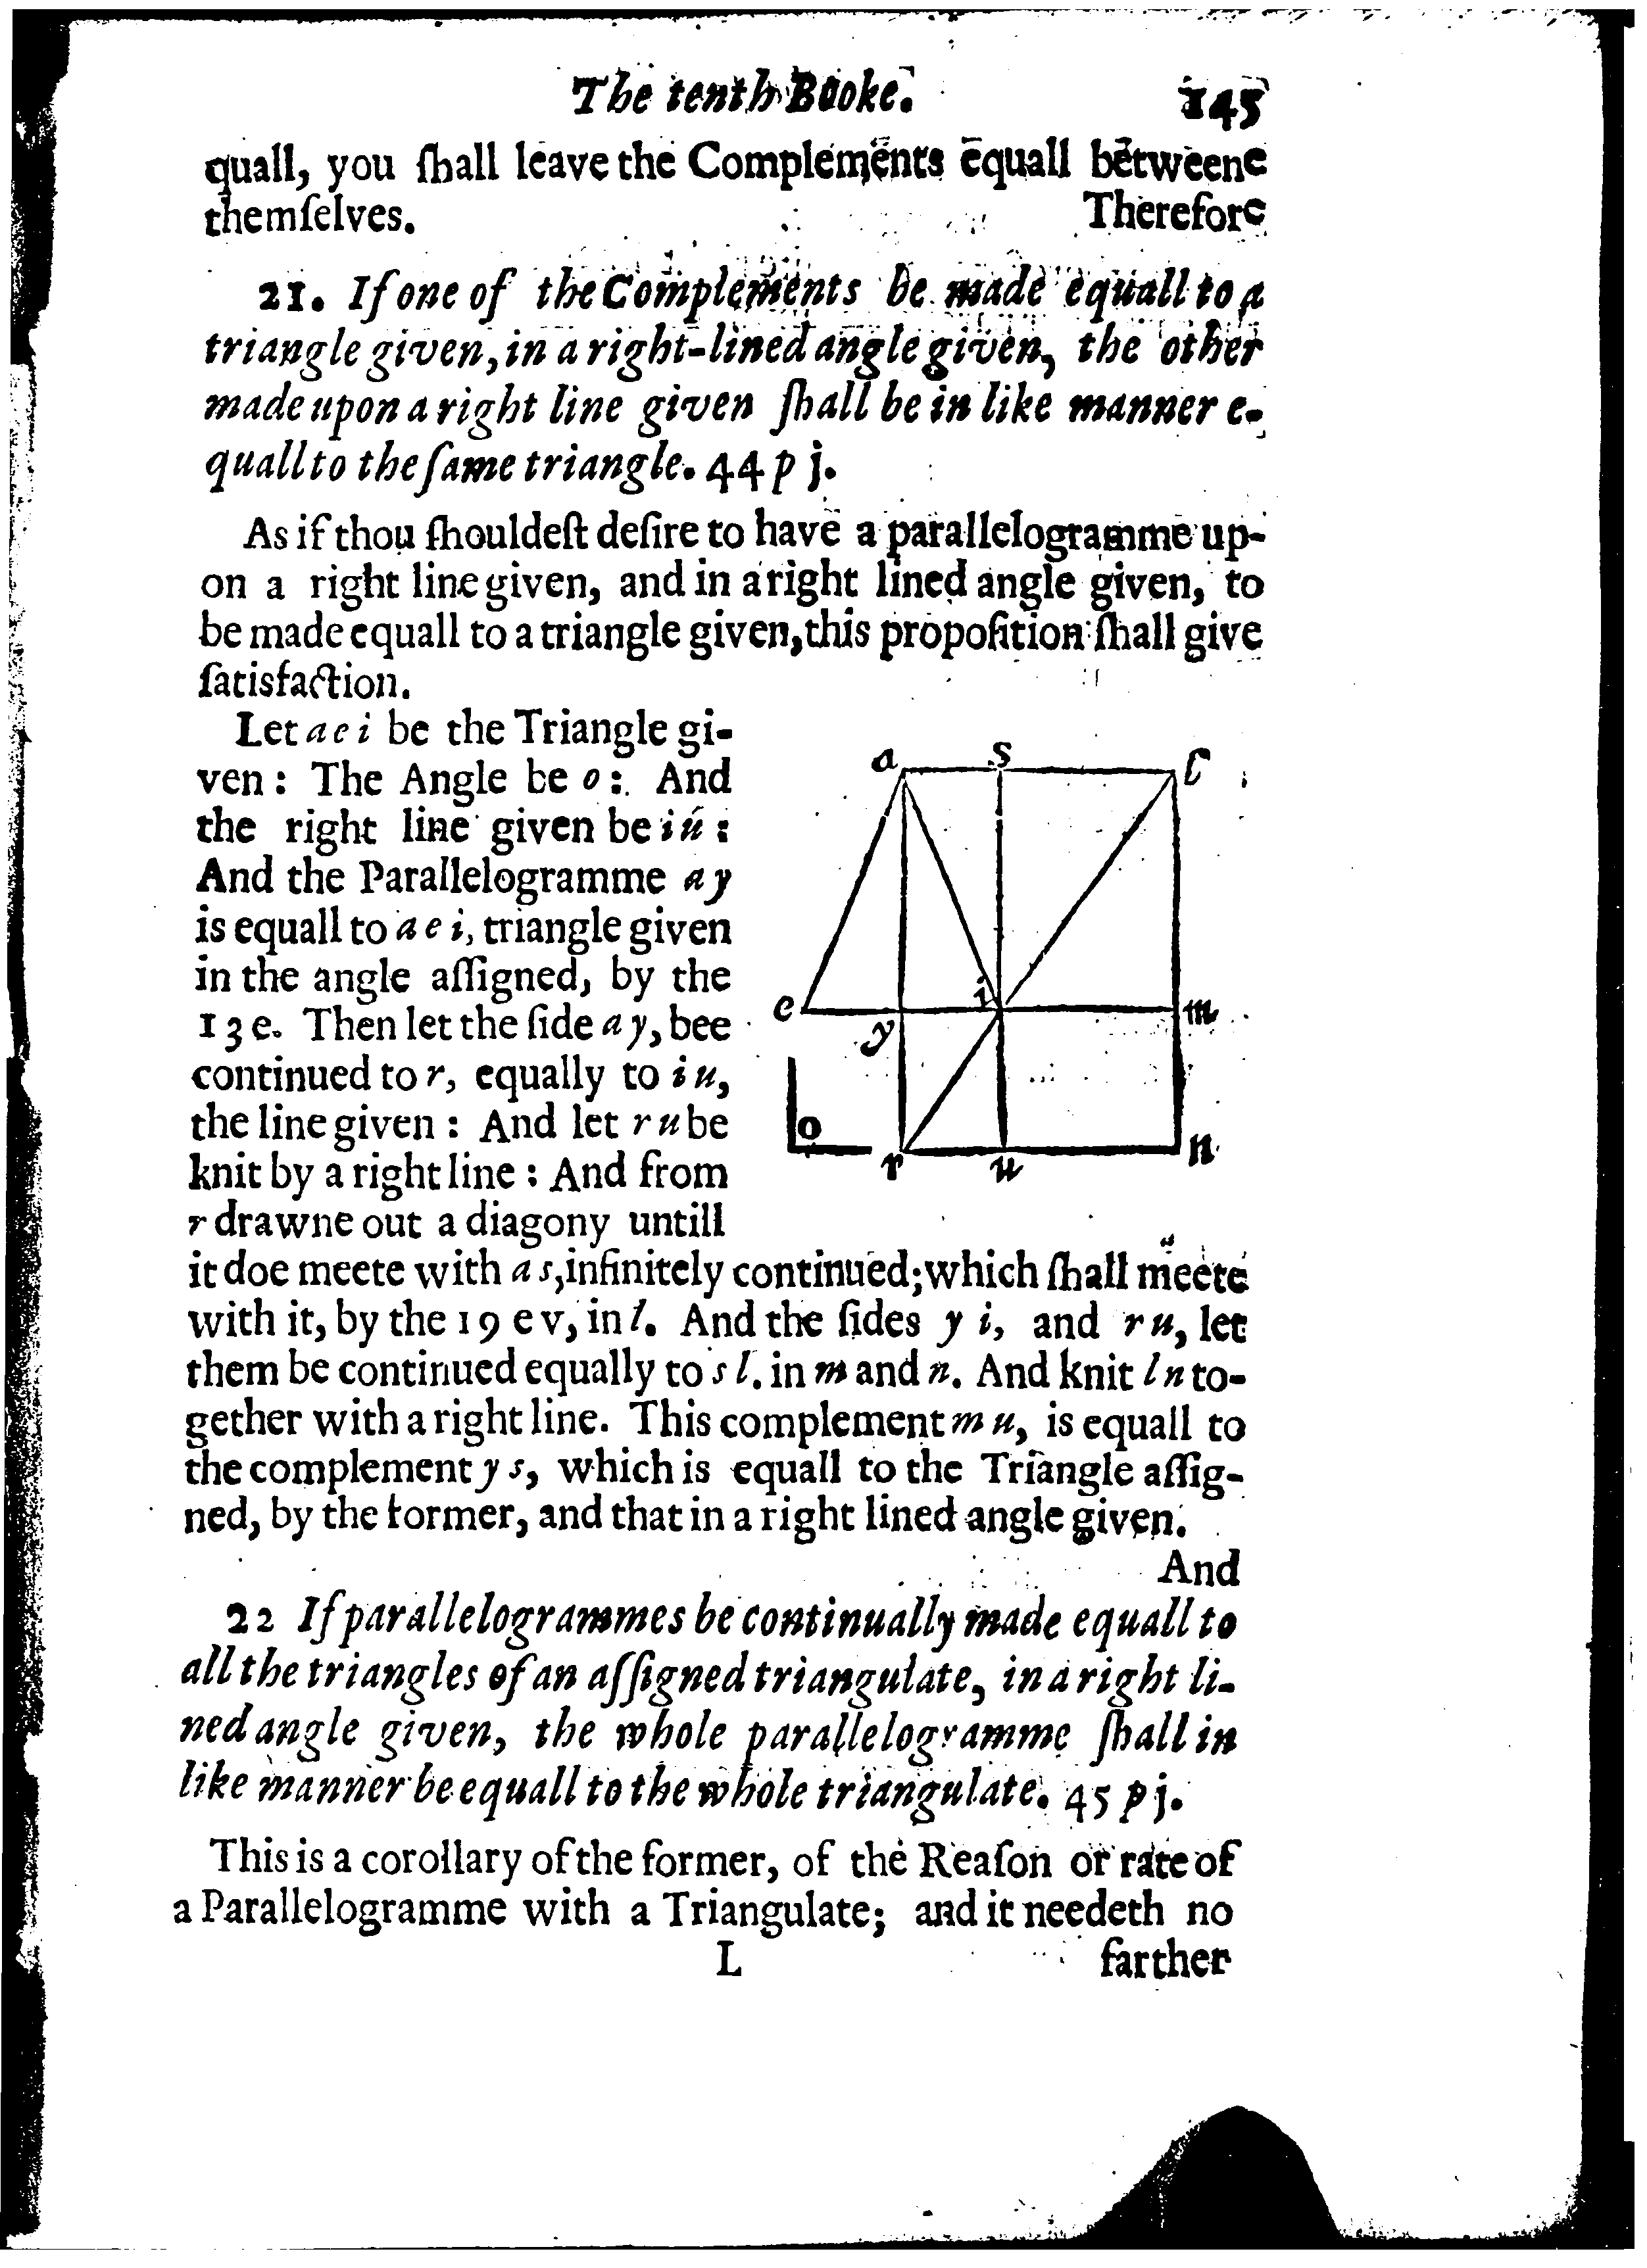 The tenth Booke. 145
quall, you ſhall leave the Complements equall betweene
themſelves. Therefore
21. If one of the Complements be made equall to a
triangle given, in a right-lined angle given, the other
made upon a right line given ſhall be in like manner e-
quall to the ſame triangle. 44 p j.
As if thou ſhouldeſt deſire to have a parallelogramme up-
on a right line given, and in a right lined angle given, to
be made equall to a triangle given, this propoſition ſhall give
ſatisfaction.
Let a e i be the Triangle gi-
ven: The Angle be o: And
the right line given be i ú:
And the Parallelogramme a y
is equall to a e i, triangle given
in the angle aſſigned, by the
13 e. Then let the ſide a y, bee
continued to r, equally to i u,
the line given: And let r u be
knit by a right line: And from
r drawne out a diagony untill
a s l
e y i m
o r u n
it doe meete with a s, infinitely continued; which ſhall meete
with it, by the 19 e v, in l. And the ſides y i, and r u, let
them be continued equally to s l. in m and n. And knit l n to-
gether with a right line. This complement m u, is equall to
the complement y s, which is equall to the Triangle aſſig-
ned, by the former, and that in a right lined angle given.
And
22 If parallelogrammes be continually made equall to
all the triangles of an aſſigned triangulate, in a right li-
ned angle given, the whole parallelogramme ſhall in
like manner be equall to the whole triangulate. 45 p j.
This is a corollary of the former, of the Reaſon or rate of
a Parallelogramme with a Triangulate; and it needeth no
L farther